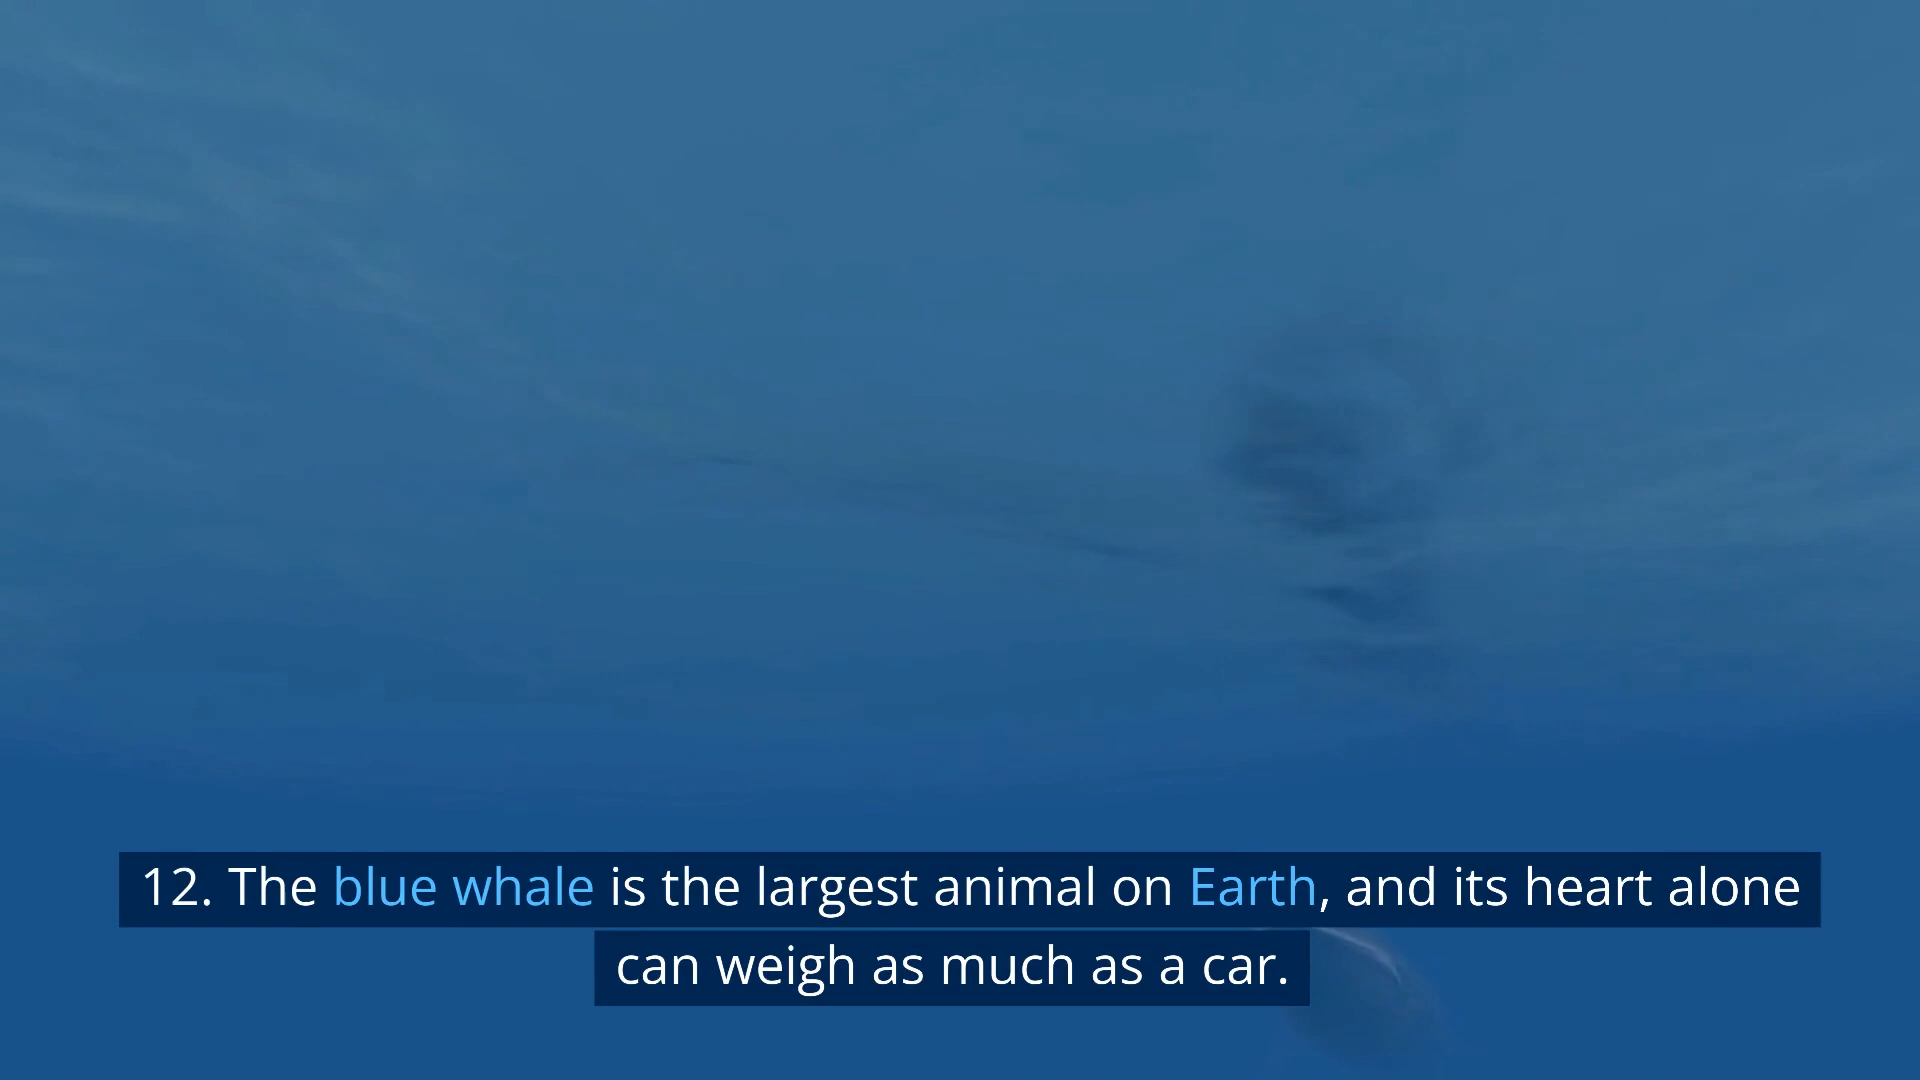 12. The blue whale is the largest animal on Earth, and its heart alone
can weigh as much as a car.